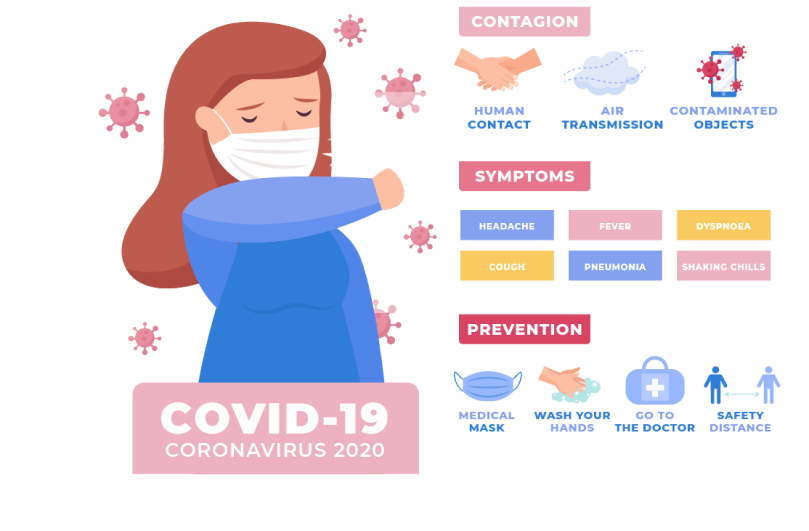 CONTAGION
HUMAN
CONTACT
AIR
TRANSMISSION
CONTAMINATED
OBJECTS
SYMPTOMS
HEADACHE
FEVER
DYSPNOEA
COUGH
PNEUMONIA
SHAKING CHILLS
PREVENTION
MEDICAL
MASK
WASH YOUR
HANDS
GO TO
THE DOCTOR
SAFETY
DISTANCE
COVID-19
CORONAVIRUS 2020